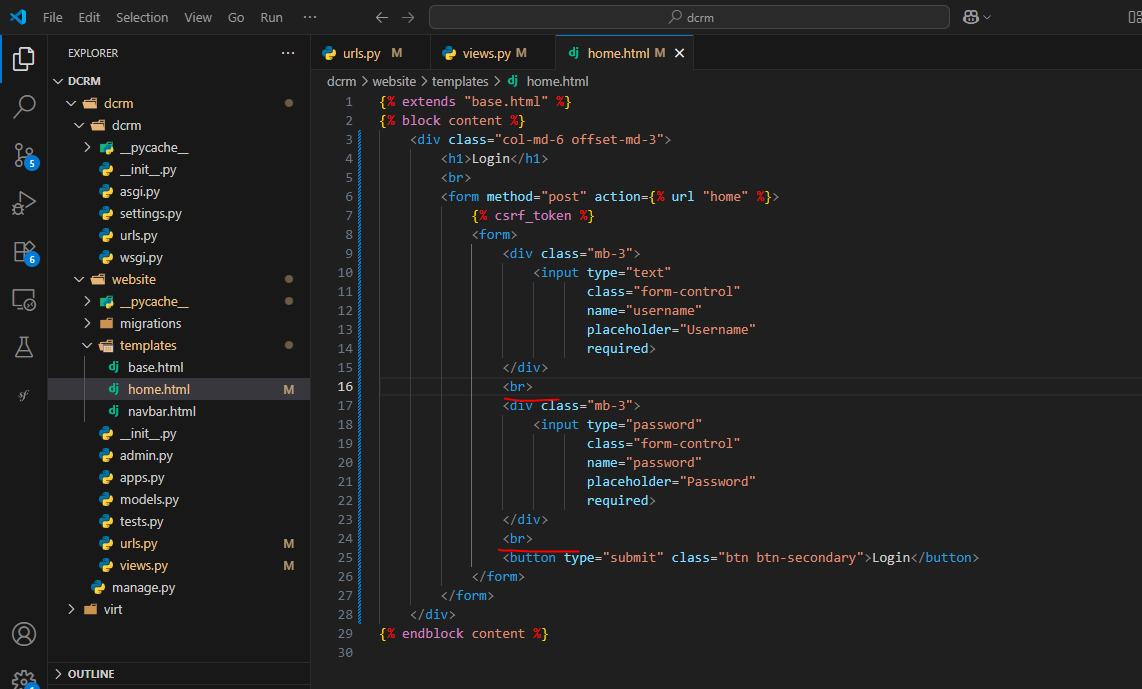 File Edit Selection View Go Run ··· dcrm
EXPLORER ···
DCRM
dcrm
dcrm
__pycache__
__init__.py
asgi.py
settings.py
urls.py
wsgi.py
website
__pycache__
migrations
templates
base.html
home.html M
navbar.html
__init__.py
admin.py
apps.py
models.py
tests.py
urls.py M
views.py M
manage.py
virt
OUTLINE
5
6
1
urls.py M views.py M dj home.html M
dcrm > website > templates > dj home.html
1 {% extends "base.html" %}
2 {% block content %}
3 <div class="col-md-6 offset-md-3">
4 <h1>Login</h1>
5 <br>
6 <form method="post" action={% url "home" %}>
7 {% csrf_token %}
8 <form>
9 <div class="mb-3">
10 <input type="text"
11 class="form-control"
12 name="username"
13 placeholder="Username"
14 required>
15 </div>
16 <br>
17 <div class="mb-3">
18 <input type="password"
19 class="form-control"
20 name="password"
21 placeholder="Password"
22 required>
23 </div>
24 <br>
25 <button type="submit" class="btn btn-secondary">Login</button>
26 </form>
27 </form>
28 </div>
29 {% endblock content %}
30